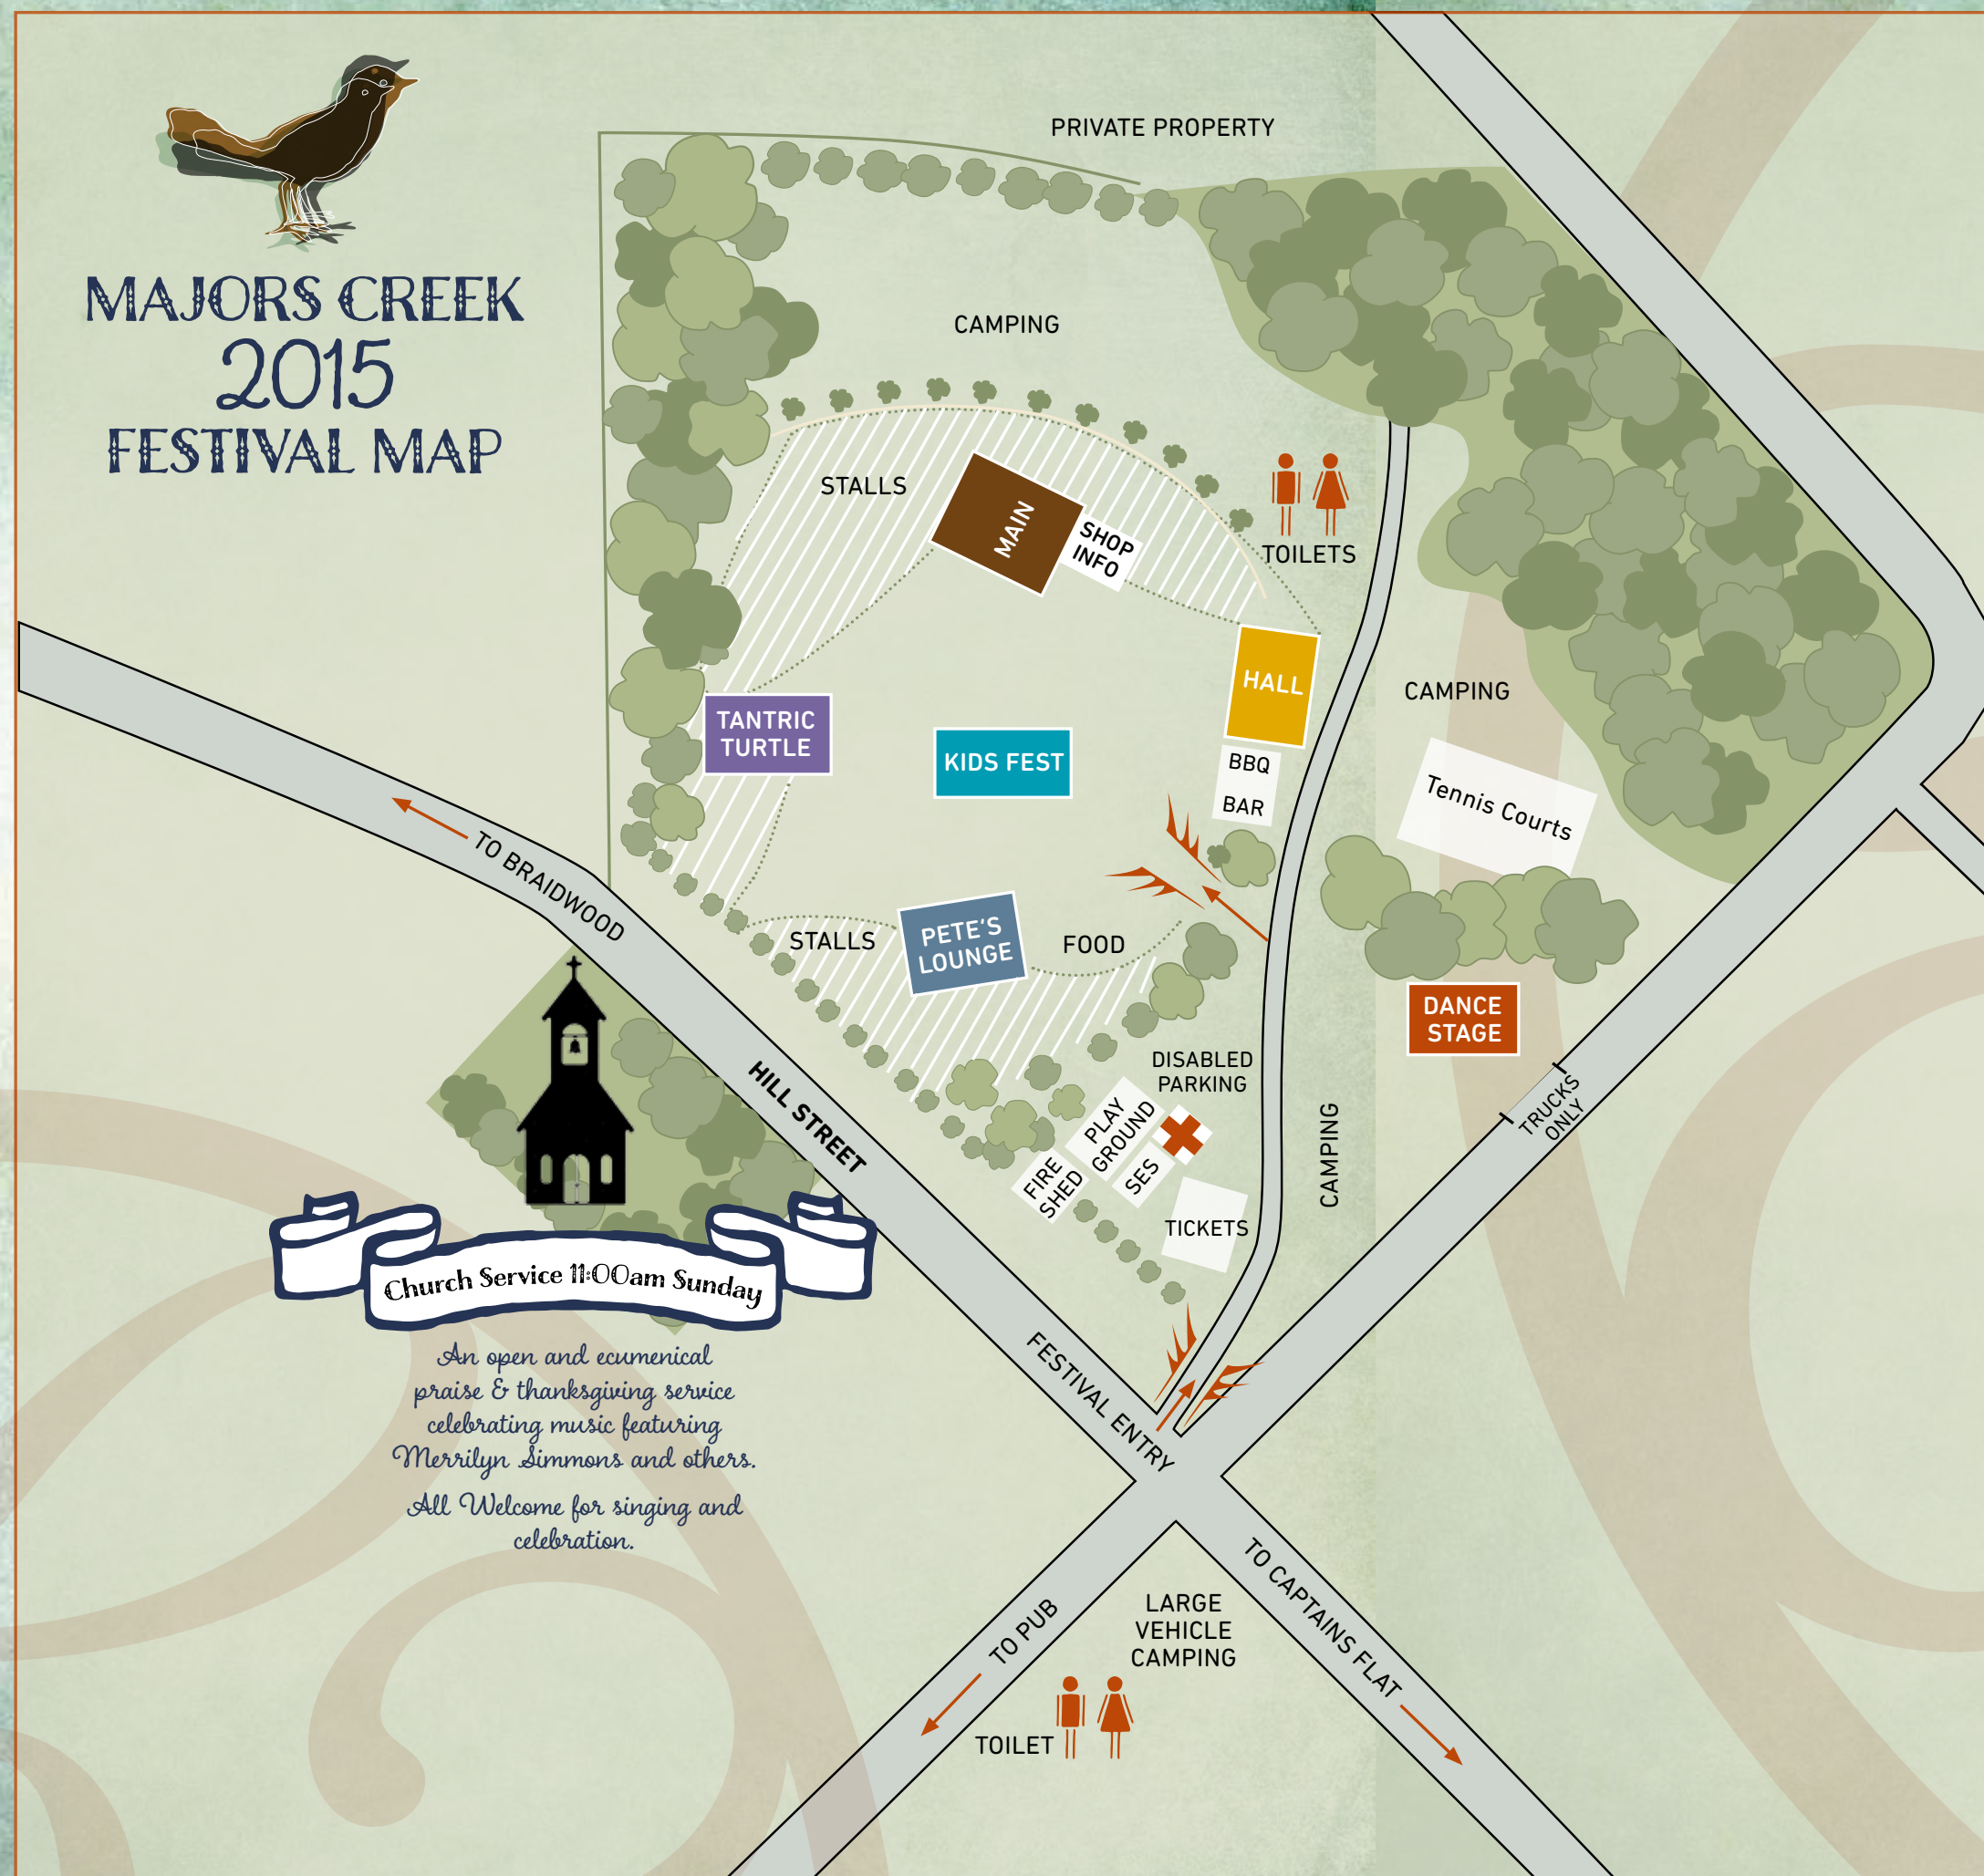 MAJORS CREEK
2015
FESTIVAL MAP
PRIVATE PROPERTY
CAMPING
STALLS
MAIN
SHOP
INFO
TOILETS
HALL
CAMPING
TANTRIC
TURTLE
KIDS FEST
BBQ
BAR
Tennis Courts
TO BRAIDWOOD
STALLS
PETE'S
LOUNGE
FOOD
DANCE
STAGE
DISABLED
PARKING
TRUCKS
ONLY
HILL STREET
PLAY
GROUND
FIRE
SHED
SES
CAMPING
TICKETS
Church Service 11:00am Sunday
An open and ecumenical
praise & thanksgiving service
celebrating music featuring
Merrilyn Simmons and others.
All Welcome for singing and
celebration.
FESTIVAL ENTRY
TO CAPTAINS FLAT
TO PUB
LARGE
VEHICLE
CAMPING
TOILET